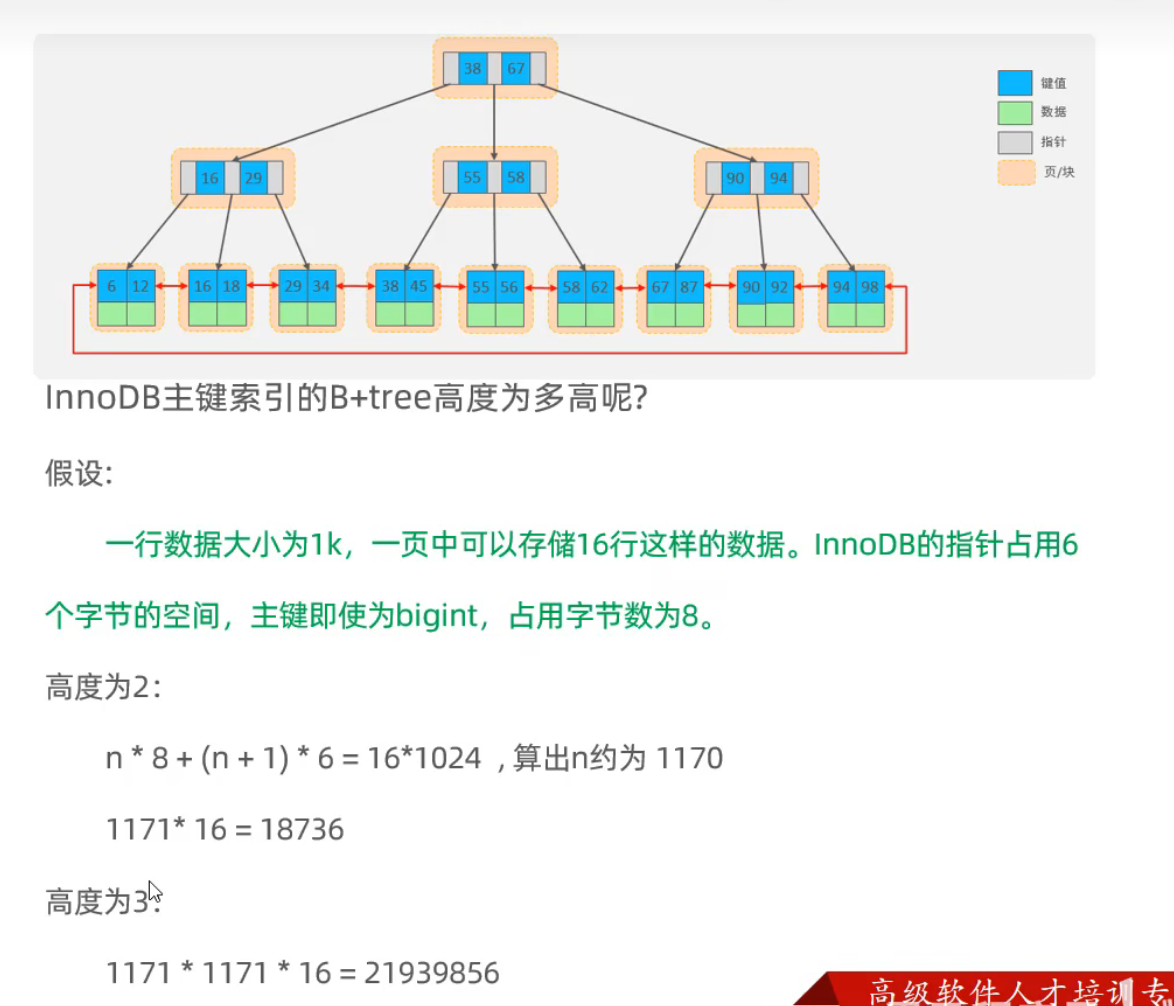 38 67
键值
数据
指针
页/块
16 29
55 58
90 94
6 12
16 18
29 34
38 45
55 56
58 62
67 87
90 92
94 98
InnoDB主键索引的B+tree高度为多高呢?
假设:
一行数据大小为1k，一页中可以存储16行这样的数据。InnoDB的指针占用6
个字节的空间，主键即使为bigint，占用字节数为8。
高度为2：
n * 8 + (n + 1) * 6 = 16*1024 , 算出n约为 1170
1171* 16 = 18736
高度为3：
1171 * 1171 * 16 = 21939856
高级软件人才培训专